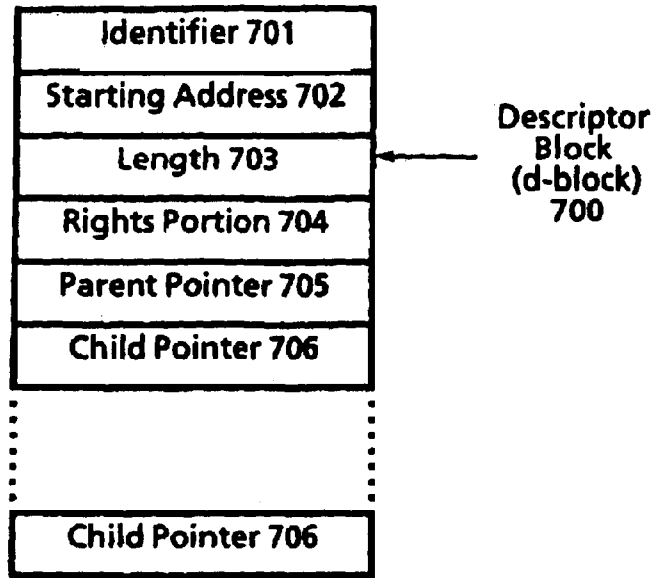 Identifier 701
Starting Address 702
Length 703
Rights Portion 704
Parent Pointer 705
Child Pointer 706
Child Pointer 706
Descriptor
Block
(d-block)
700